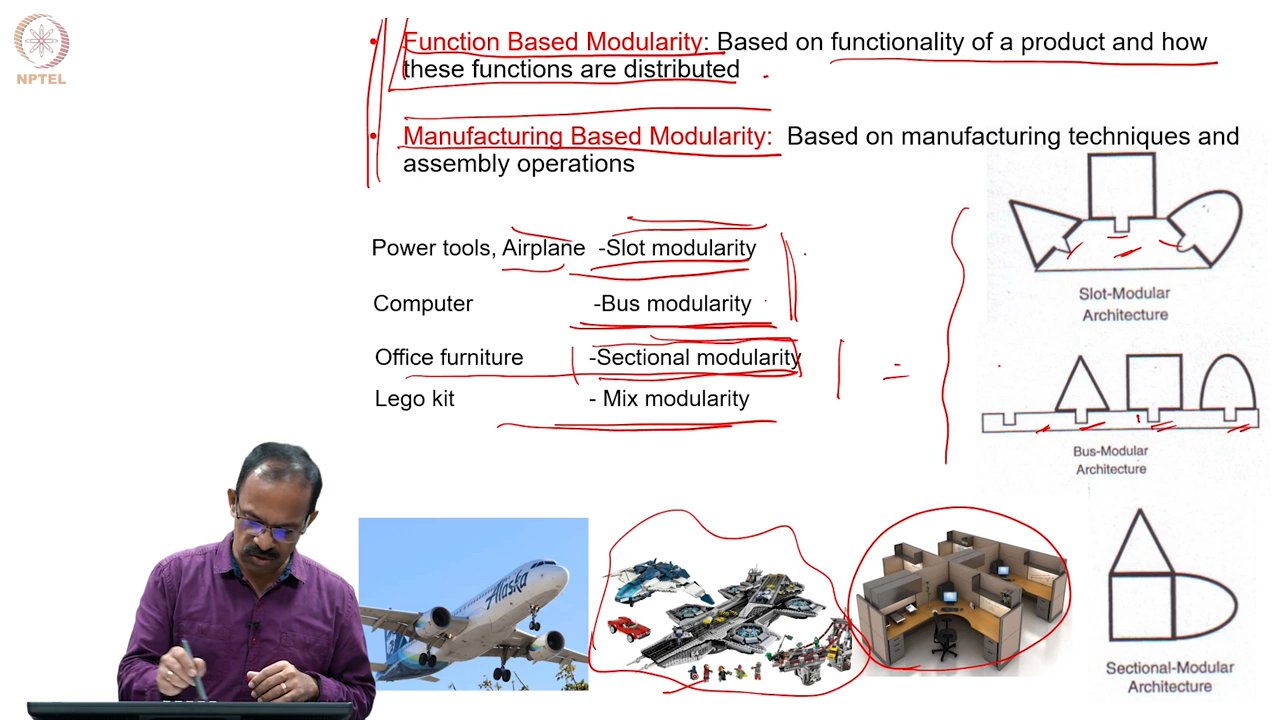 NPTEL
• Function Based Modularity: Based on functionality of a product and how
these functions are distributed
• Manufacturing Based Modularity: Based on manufacturing techniques and
assembly operations
Power tools, Airplane -Slot modularity
Computer -Bus modularity
Office furniture -Sectional modularity
Lego kit - Mix modularity
Slot-Modular
Architecture
Bus-Modular
Architecture
Alaska
Sectional-Modular
Architecture